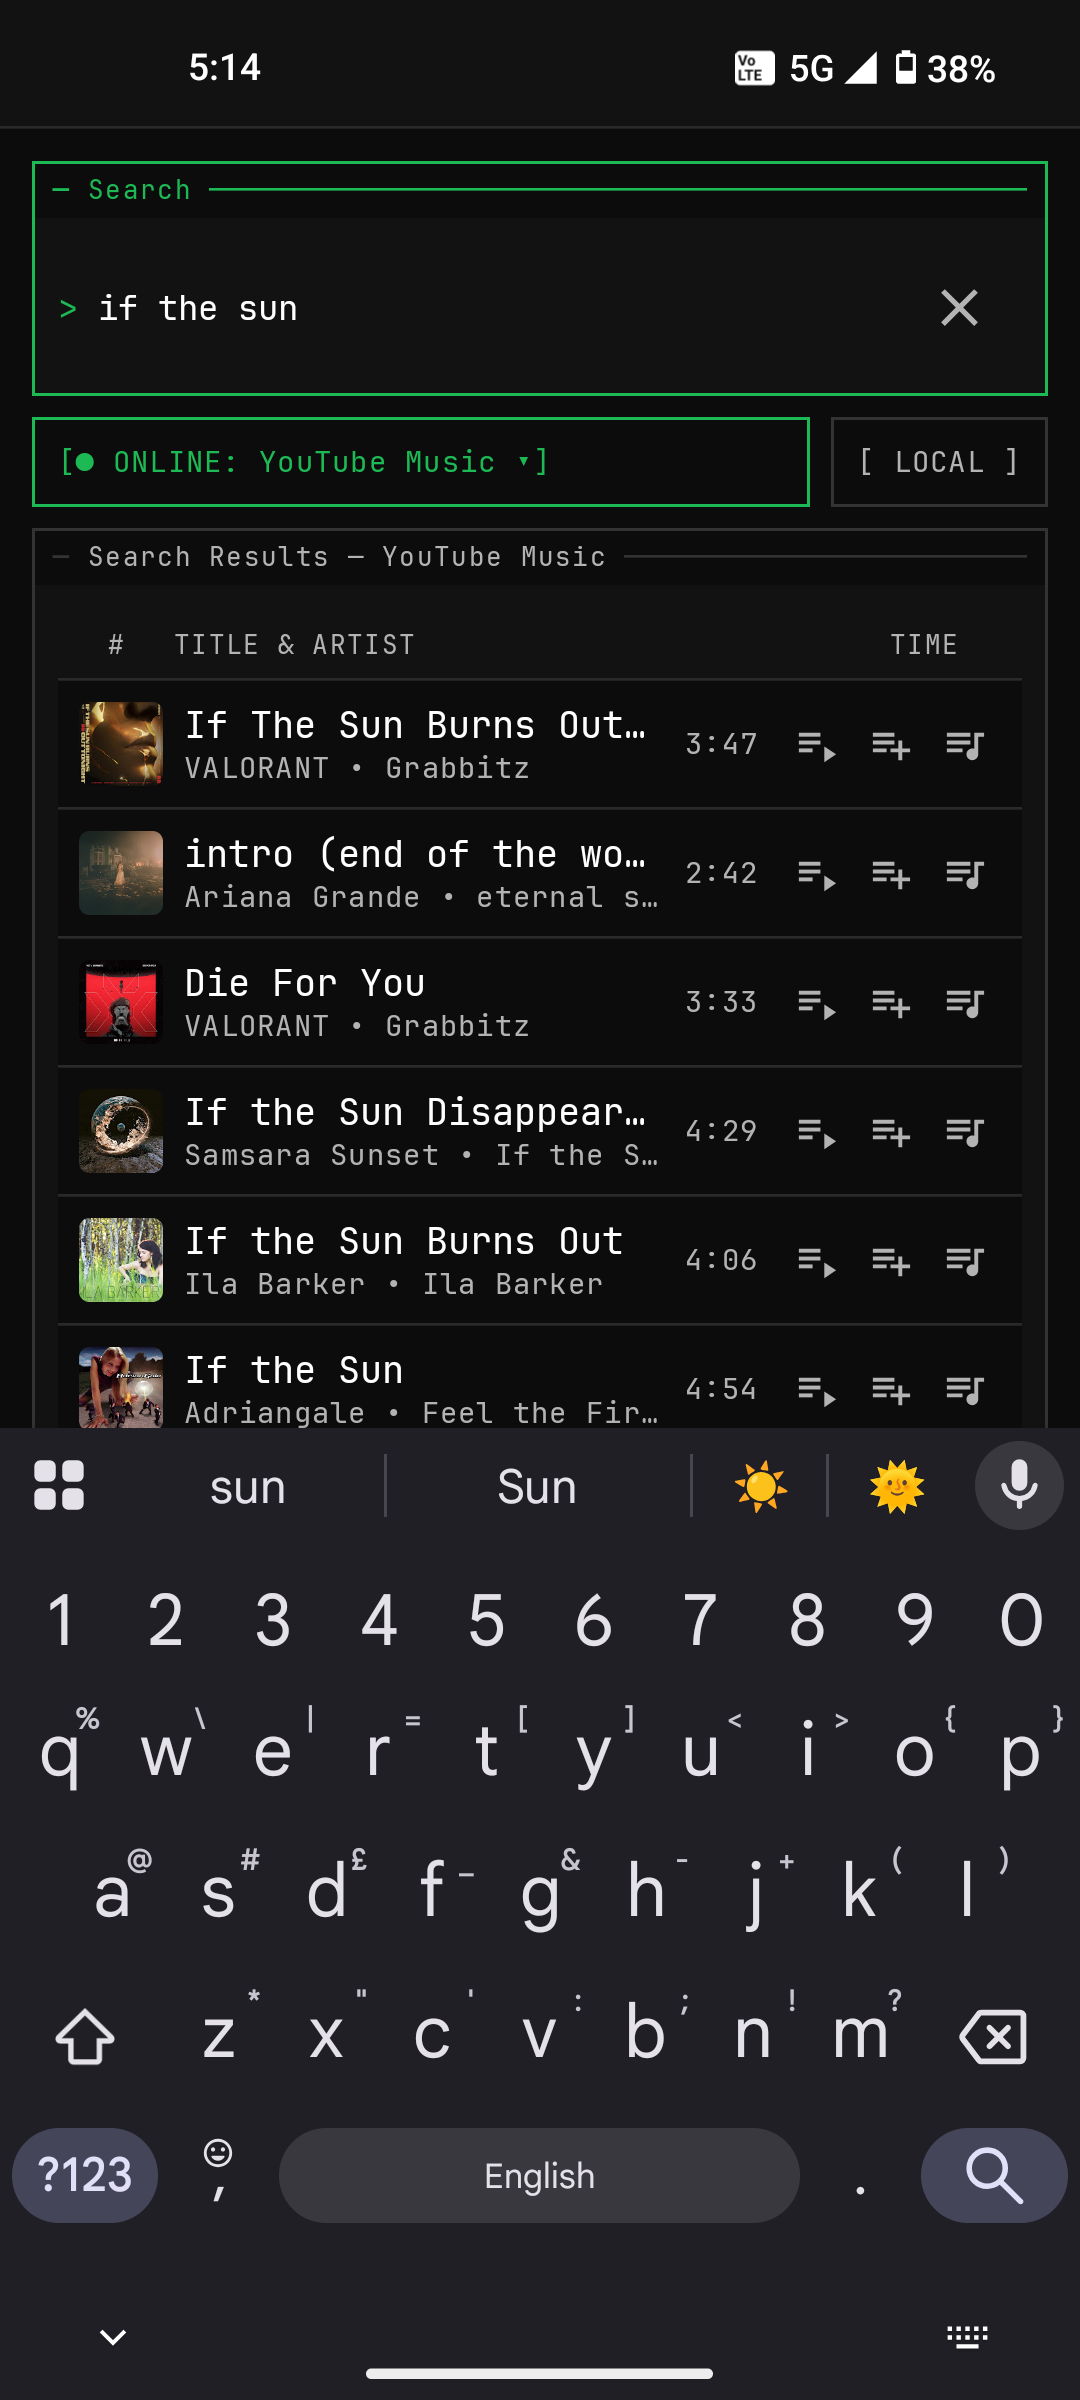 5:14 Vo LTE 5G 38%
— Search
> if the sun
[● ONLINE: YouTube Music ▾] [ LOCAL ]
— Search Results — YouTube Music
# TITLE & ARTIST TIME
If The Sun Burns Out… 3:47
VALORANT • Grabbitz
intro (end of the wo… 2:42
Ariana Grande • eternal s…
Die For You 3:33
VALORANT • Grabbitz
If the Sun Disappear… 4:29
Samsara Sunset • If the S…
If the Sun Burns Out 4:06
Ila Barker • Ila Barker
If the Sun 4:54
Adriangale • Feel the Fir…
sun Sun ☀️ 🌞
1 2 3 4 5 6 7 8 9 0
% \ | = [ ] < > { }
q w e r t y u i o p
@ # £ _ & - + ( )
a s d f g h j k l
* " ' : ; ! ?
z x c v b n m
?123 , English .